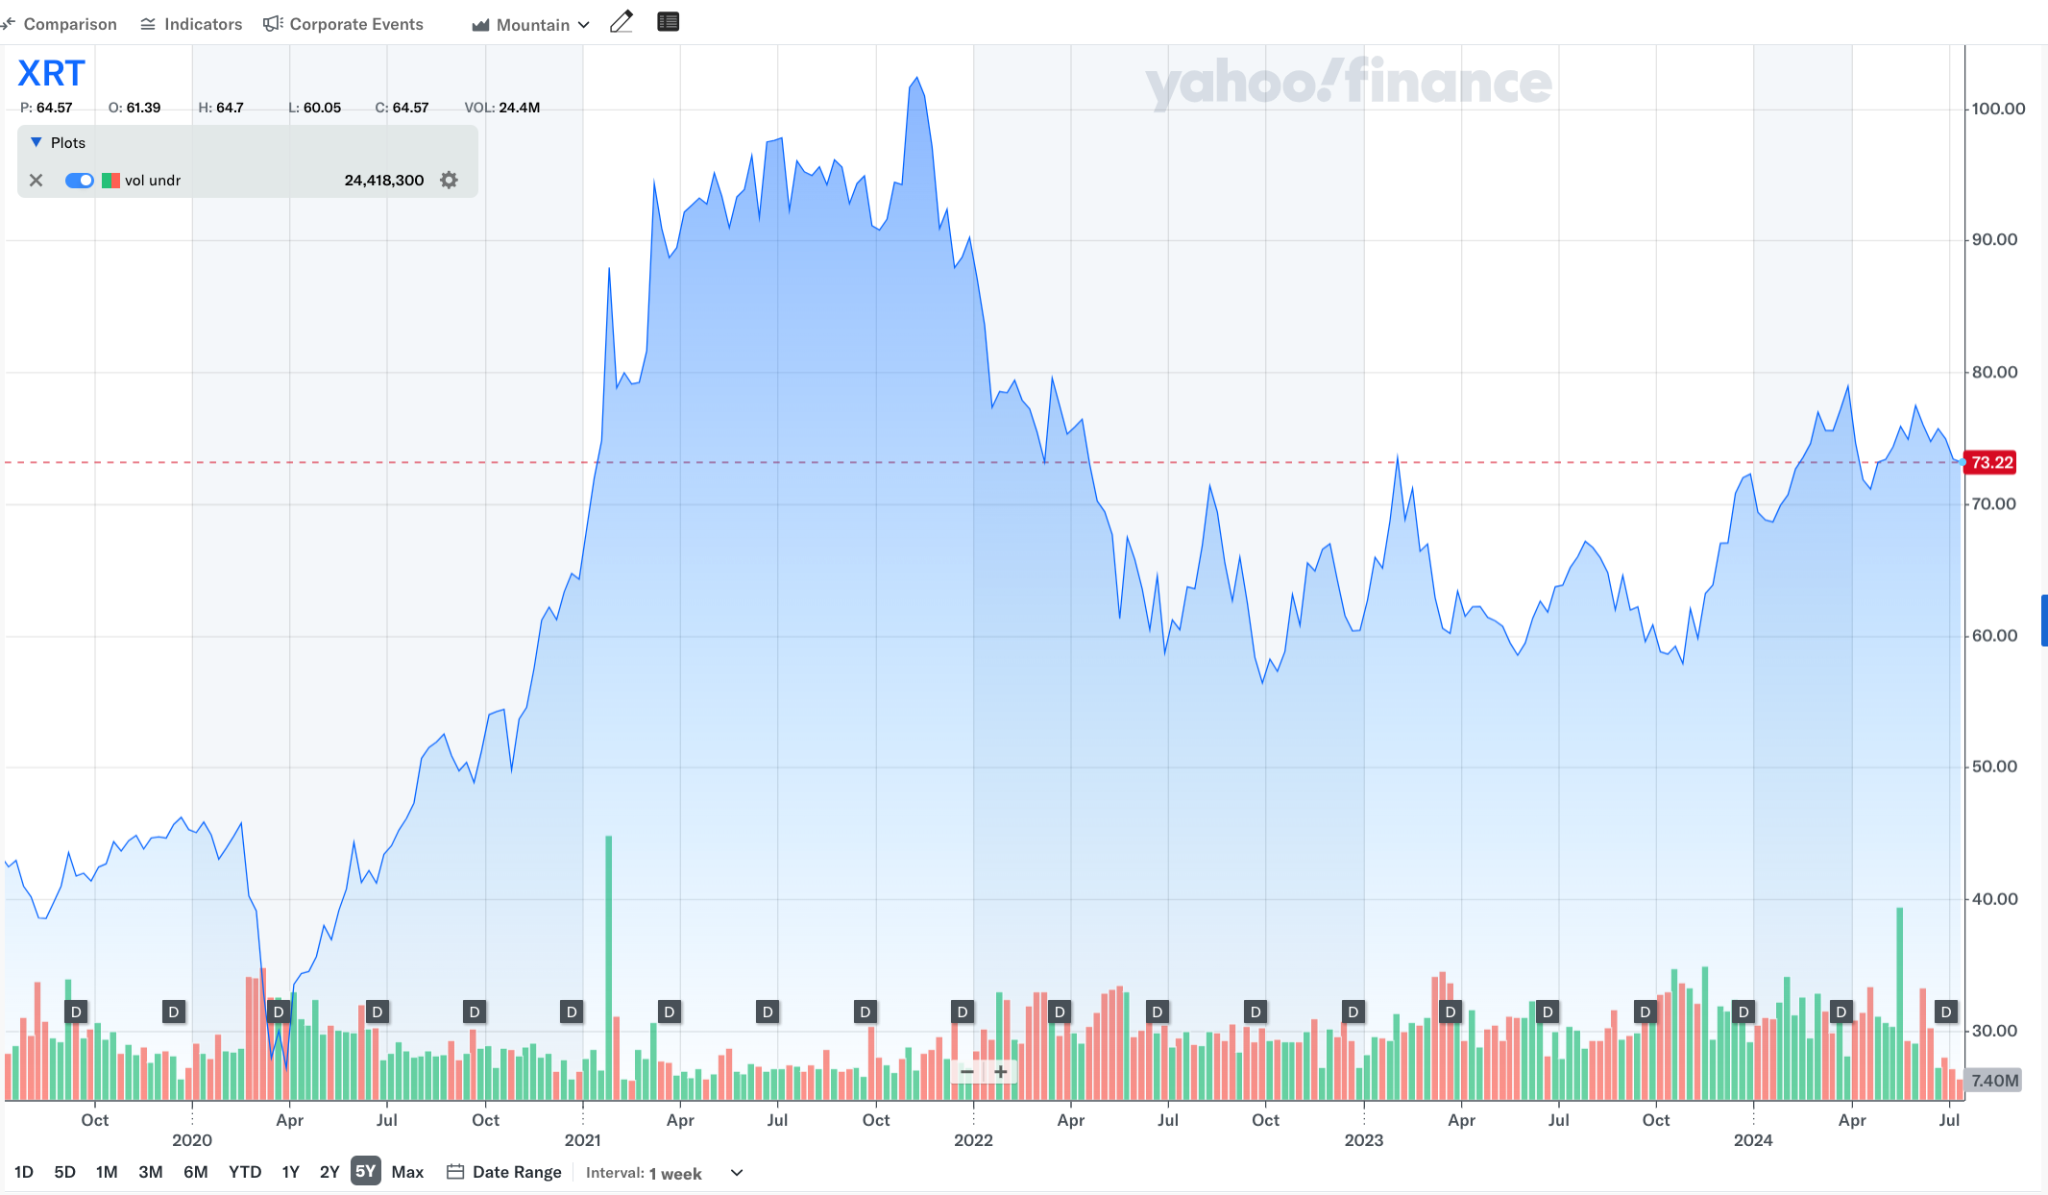 Comparison Indicators Corporate Events Mountain
yahoo!finance
XRT
P: 64.57 O: 61.39 H: 64.7 L: 60.05 C: 64.57 VOL: 24.4M
Plots
vol undr 24,418,300
100.00
90.00
80.00
73.22
70.00
60.00
50.00
40.00
D D D D D D D D D D D D D D D D D D D D
30.00
− +
7.40M
Oct Apr Jul Oct Apr Jul Oct Apr Jul Oct Apr Jul Oct Apr Jul
2020 2021 2022 2023 2024
1D 5D 1M 3M 6M YTD 1Y 2Y 5Y Max Date Range Interval: 1 week